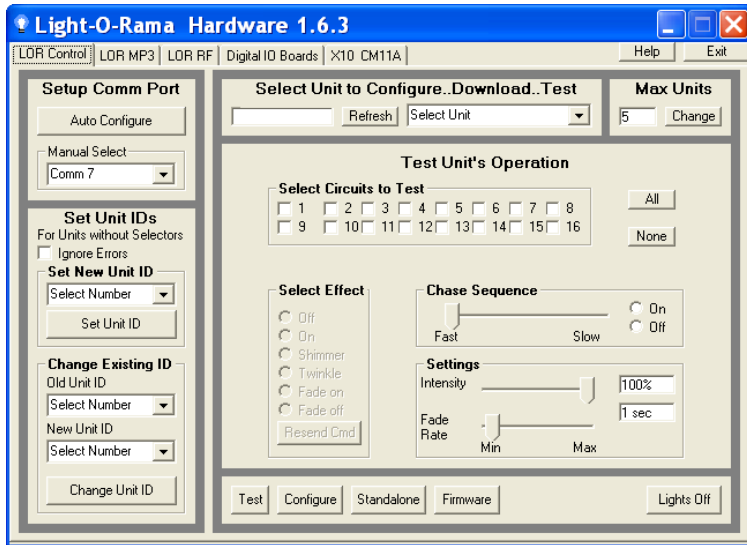 Light-O-Rama Hardware 1.6.3
LOR Control LOR MP3 LOR RF Digital IO Boards X10 CM11A Help Exit
Setup Comm Port
Auto Configure
Manual Select
Comm 7
Set Unit IDs
For Units without Selectors
Ignore Errors
Set New Unit ID
Select Number
Set Unit ID
Change Existing ID
Old Unit ID
Select Number
New Unit ID
Select Number
Change Unit ID
Select Unit to Configure..Download..Test
Refresh Select Unit
Max Units
5 Change
Test Unit's Operation
Select Circuits to Test
1 2 3 4 5 6 7 8
9 10 11 12 13 14 15 16
All
None
Select Effect
Off
On
Shimmer
Twinkle
Fade on
Fade off
Resend Cmd
Chase Sequence
Fast Slow
On
Off
Settings
Intensity 100%
Fade Rate 1 sec
Min Max
Test Configure Standalone Firmware Lights Off